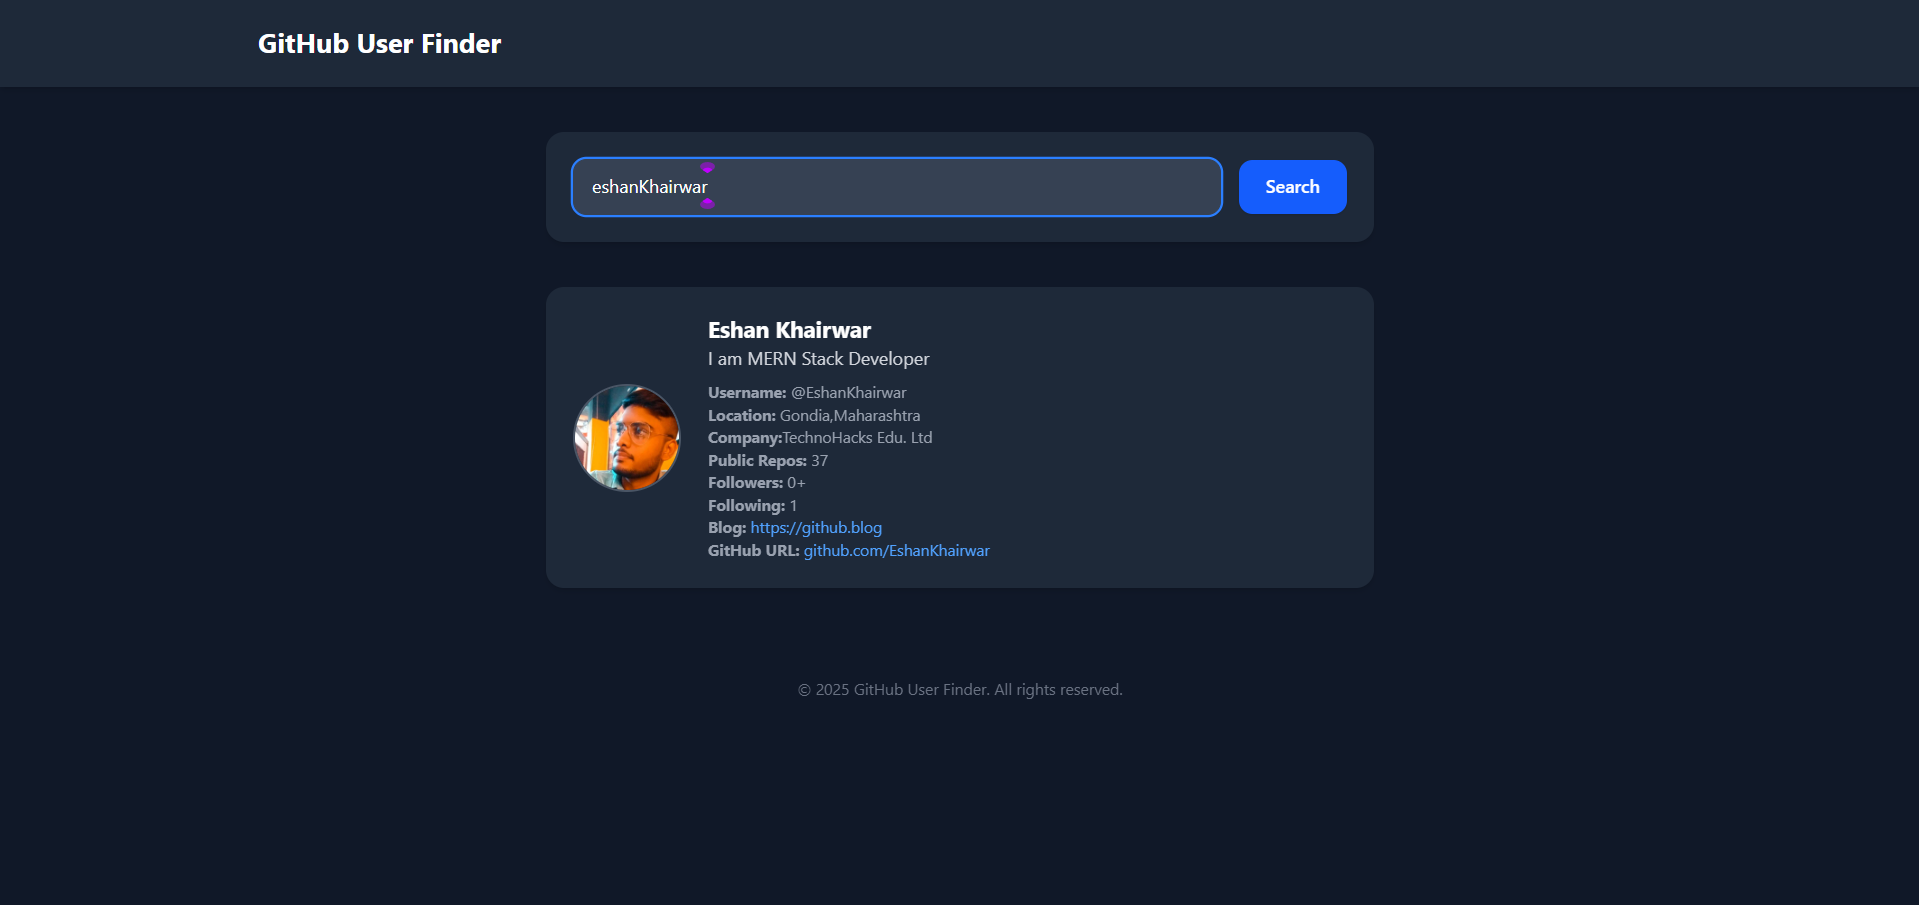 GitHub User Finder
eshanKhairwar
Search
Eshan Khairwar
I am MERN Stack Developer
Username: @EshanKhairwar
Location: Gondia,Maharashtra
Company:TechnoHacks Edu. Ltd
Public Repos: 37
Followers: 0+
Following: 1
Blog: https://github.blog
GitHub URL: github.com/EshanKhairwar
© 2025 GitHub User Finder. All rights reserved.